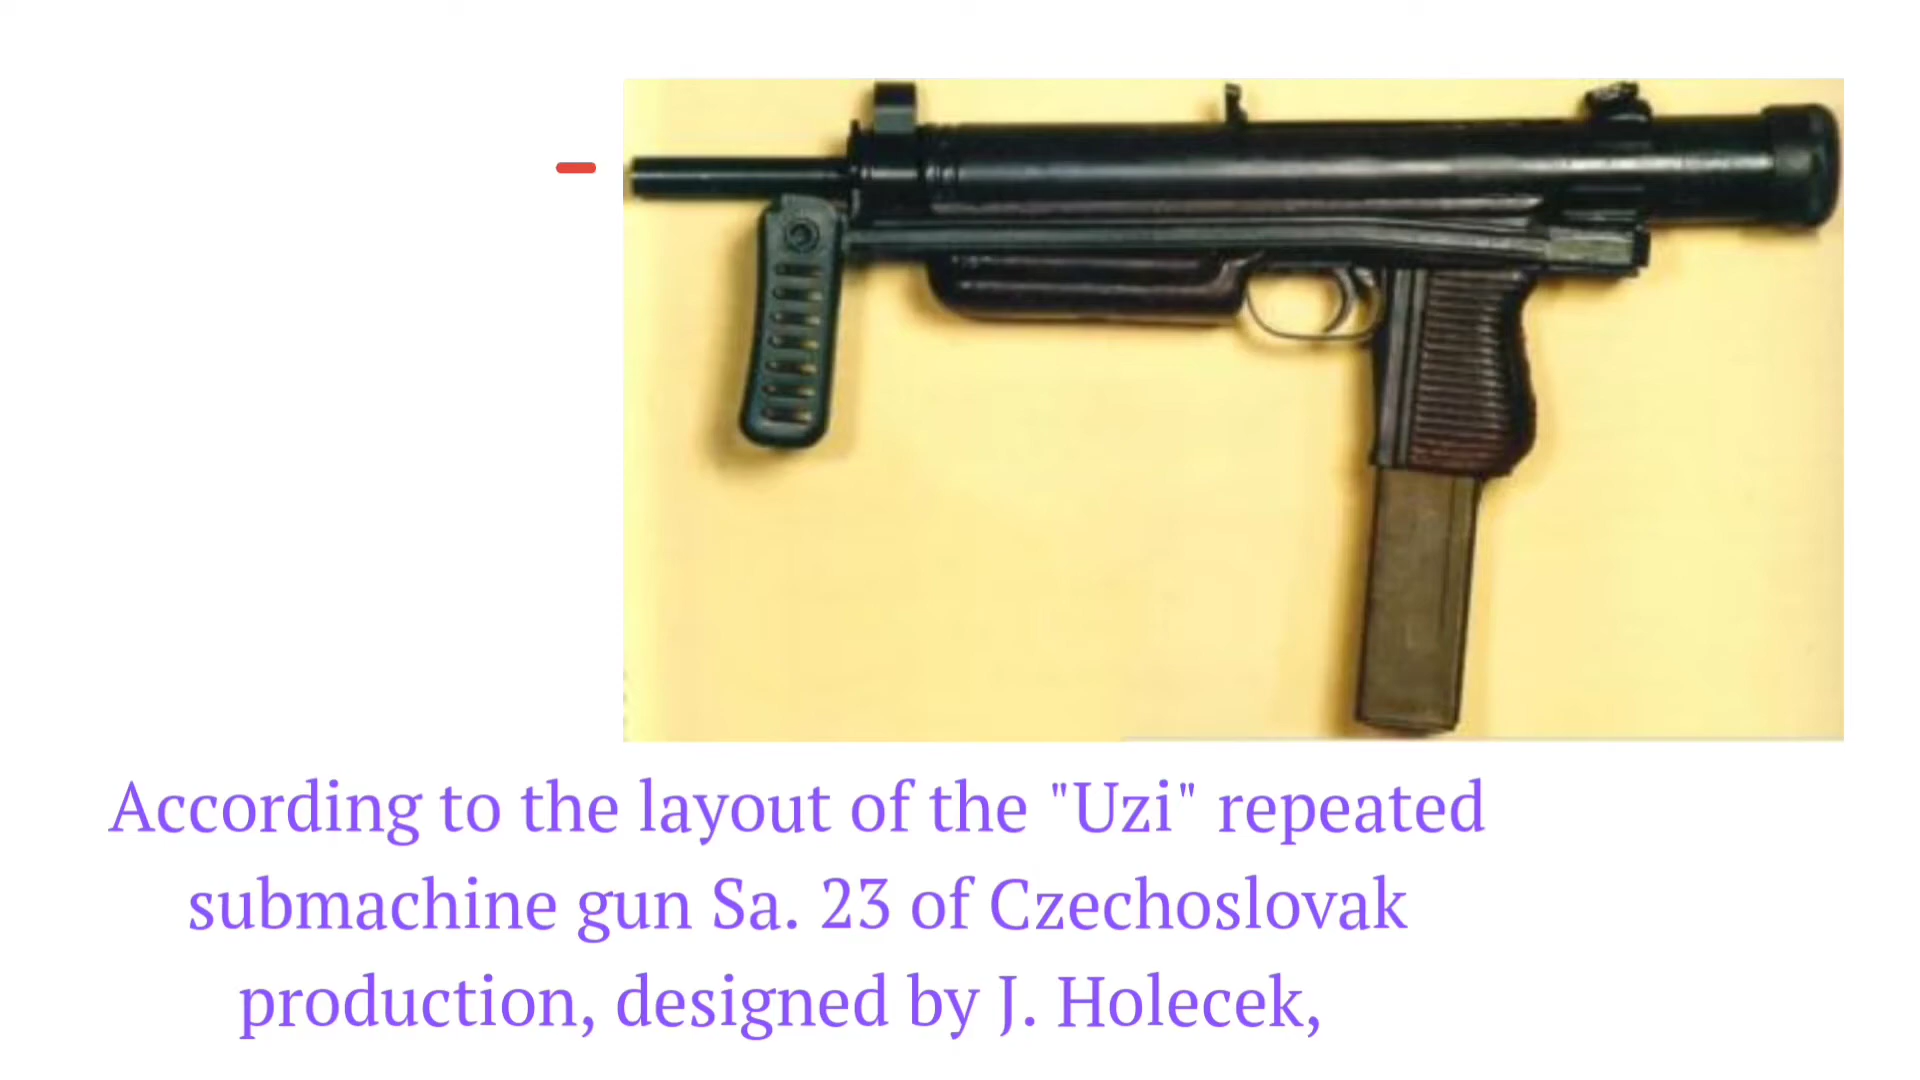 According to the layout of the "Uzi" repeated
submachine gun Sa. 23 of Czechoslovak
production, designed by J. Holecek,